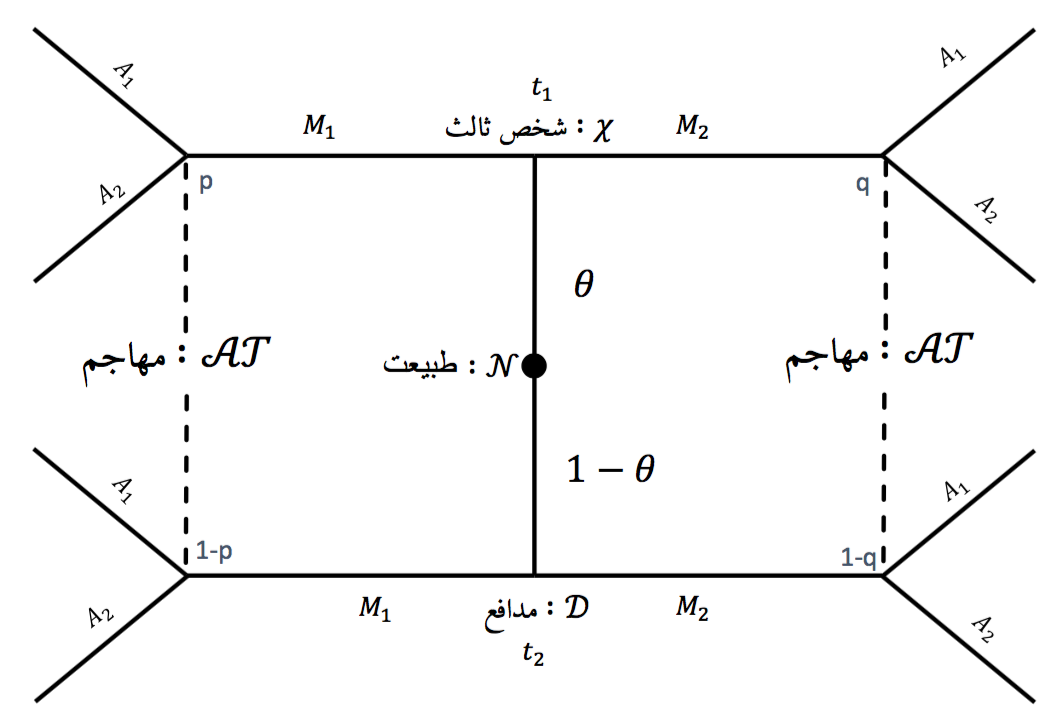 A₁ A₁
t₁
M₁ شخص ثالث : χ M₂
A₂ p q A₂
θ
مهاجم : 𝒜𝒯 طبیعت : 𝒩 مهاجم : 𝒜𝒯
1 − θ
A₁ A₁
1-p 1-q
A₂ M₁ مدافع : 𝒟 M₂ A₂
t₂